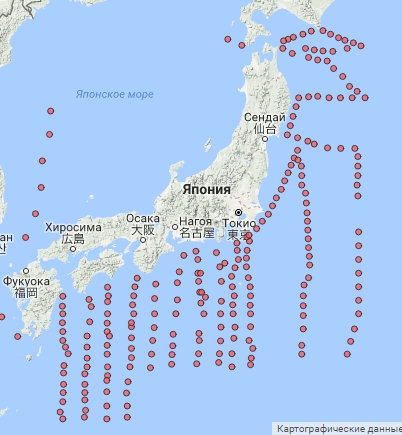 Японское море
Сендай
仙台
Япония
Токио
東京
Нагоя
名古屋
Осака
大阪
Хиросима
広島
ан
Фукуока
福岡
Картографические данные